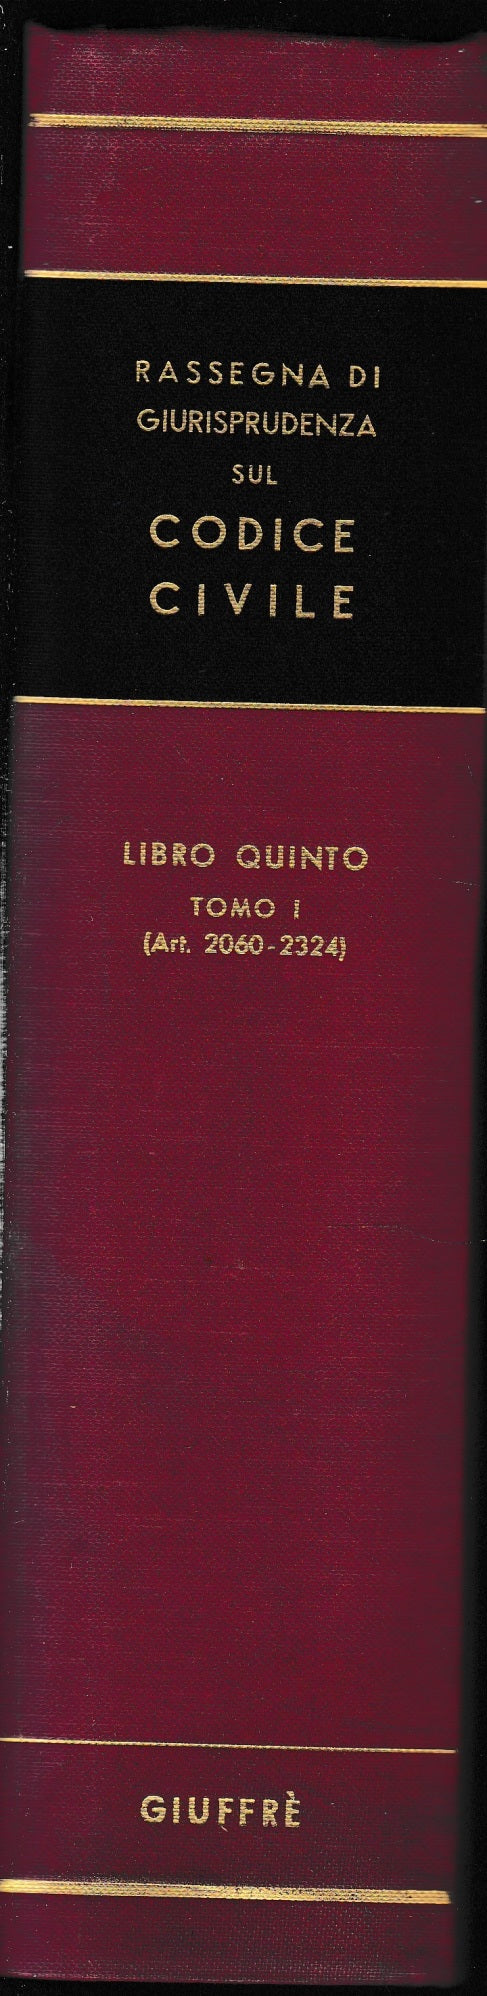 RASSEGNA DI
GIURISPRUDENZA
SUL
CODICE
CIVILE
LIBRO QUINTO
TOMO I
(Art. 2060-2324)
GIUFFRÈ